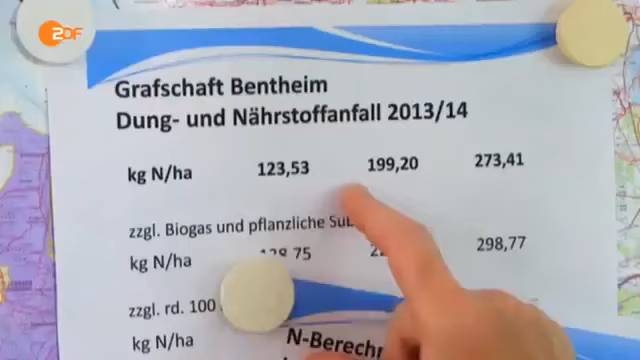 ZDF
Grafschaft Bentheim
Dung- und Nährstoffanfall 2013/14
kg N/ha 123,53 199,20 273,41
zzgl. Biogas und pflanzliche
kg N/ha 298,77
zzgl. rd. 100
kg N/ha